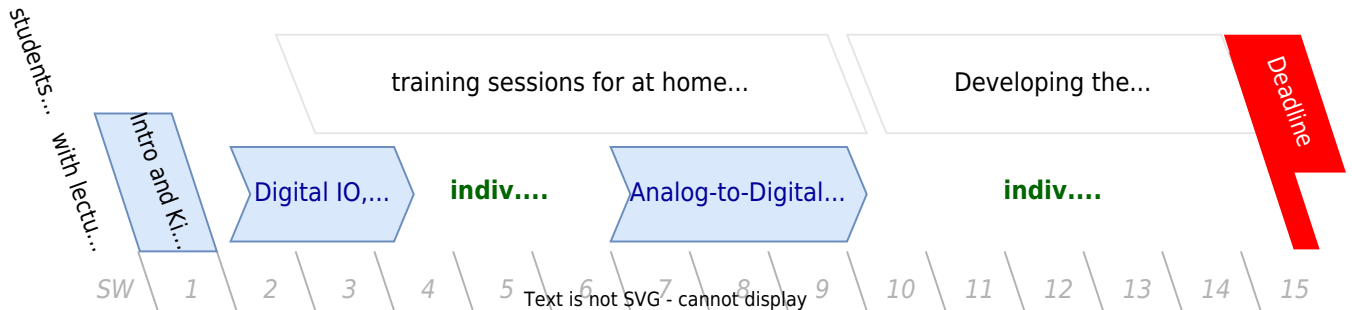 students...
with lectu...
Intro and Ki...
training sessions for at home...
Developing the...
Deadline
Digital IO,...
indiv....
Analog-to-Digital...
indiv....
SW 1 2 3 4 5 6 7 8 9 10 11 12 13 14 15
Text is not SVG - cannot display